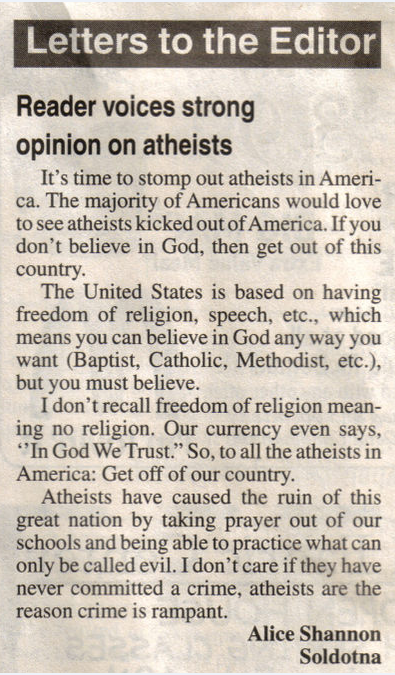 Letters to the Editor
Reader voices strong
opinion on atheists
It's time to stomp out atheists in Ameri-
ca. The majority of Americans would love
to see atheists kicked out of America. If you
don't believe in God, then get out of this
country.
The United States is based on having
freedom of religion, speech, etc., which
means you can believe in God any way you
want (Baptist, Catholic, Methodist, etc.),
but you must believe.
I don't recall freedom of religion mean-
ing no religion. Our currency even says,
"In God We Trust." So, to all the atheists in
America: Get off of our country.
Atheists have caused the ruin of this
great nation by taking prayer out of our
schools and being able to practice what can
only be called evil. I don't care if they have
never committed a crime, atheists are the
reason crime is rampant.
Alice Shannon
Soldotna